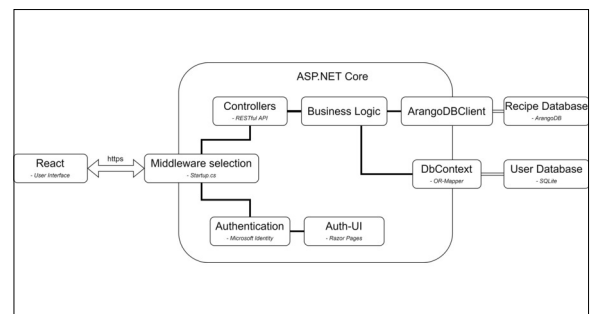 ASP.NET Core
Controllers
- RESTful API
Business Logic
ArangoDBClient
Recipe Database
- ArangoDB
React
- User Interface
https
Middleware selection
- Startup.cs
DbContext
- OR-Mapper
User Database
- SQLite
Authentication
- Microsoft Identity
Auth-UI
- Razor Pages